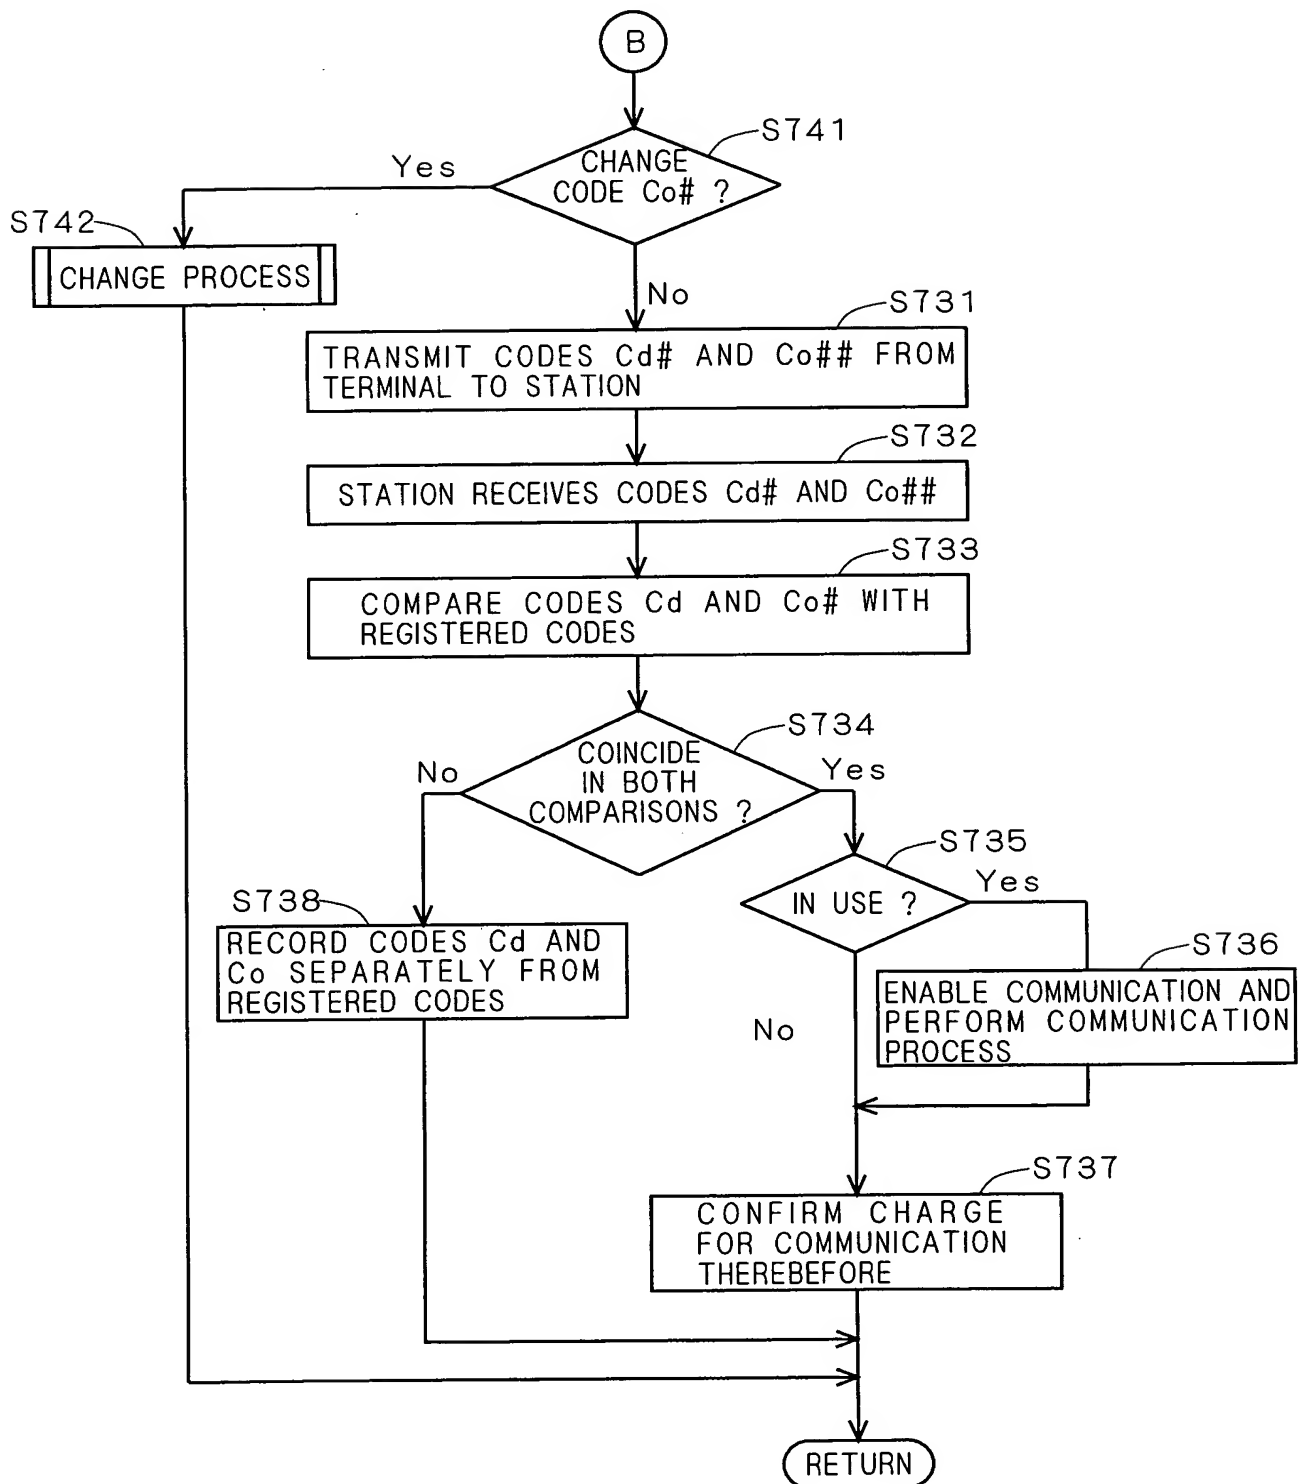 B
S741
CHANGE
CODE Co# ?
Yes
S742
CHANGE PROCESS
No
S731
TRANSMIT CODES Cd# AND Co## FROM
TERMINAL TO STATION
S732
STATION RECEIVES CODES Cd# AND Co##
S733
COMPARE CODES Cd AND Co# WITH
REGISTERED CODES
S734
COINCIDE
IN BOTH
COMPARISONS ?
No
Yes
S735
IN USE ?
Yes
S738
RECORD CODES Cd AND
Co SEPARATELY FROM
REGISTERED CODES
S736
ENABLE COMMUNICATION AND
PERFORM COMMUNICATION
PROCESS
No
S737
CONFIRM CHARGE
FOR COMMUNICATION
THEREBEFORE
RETURN